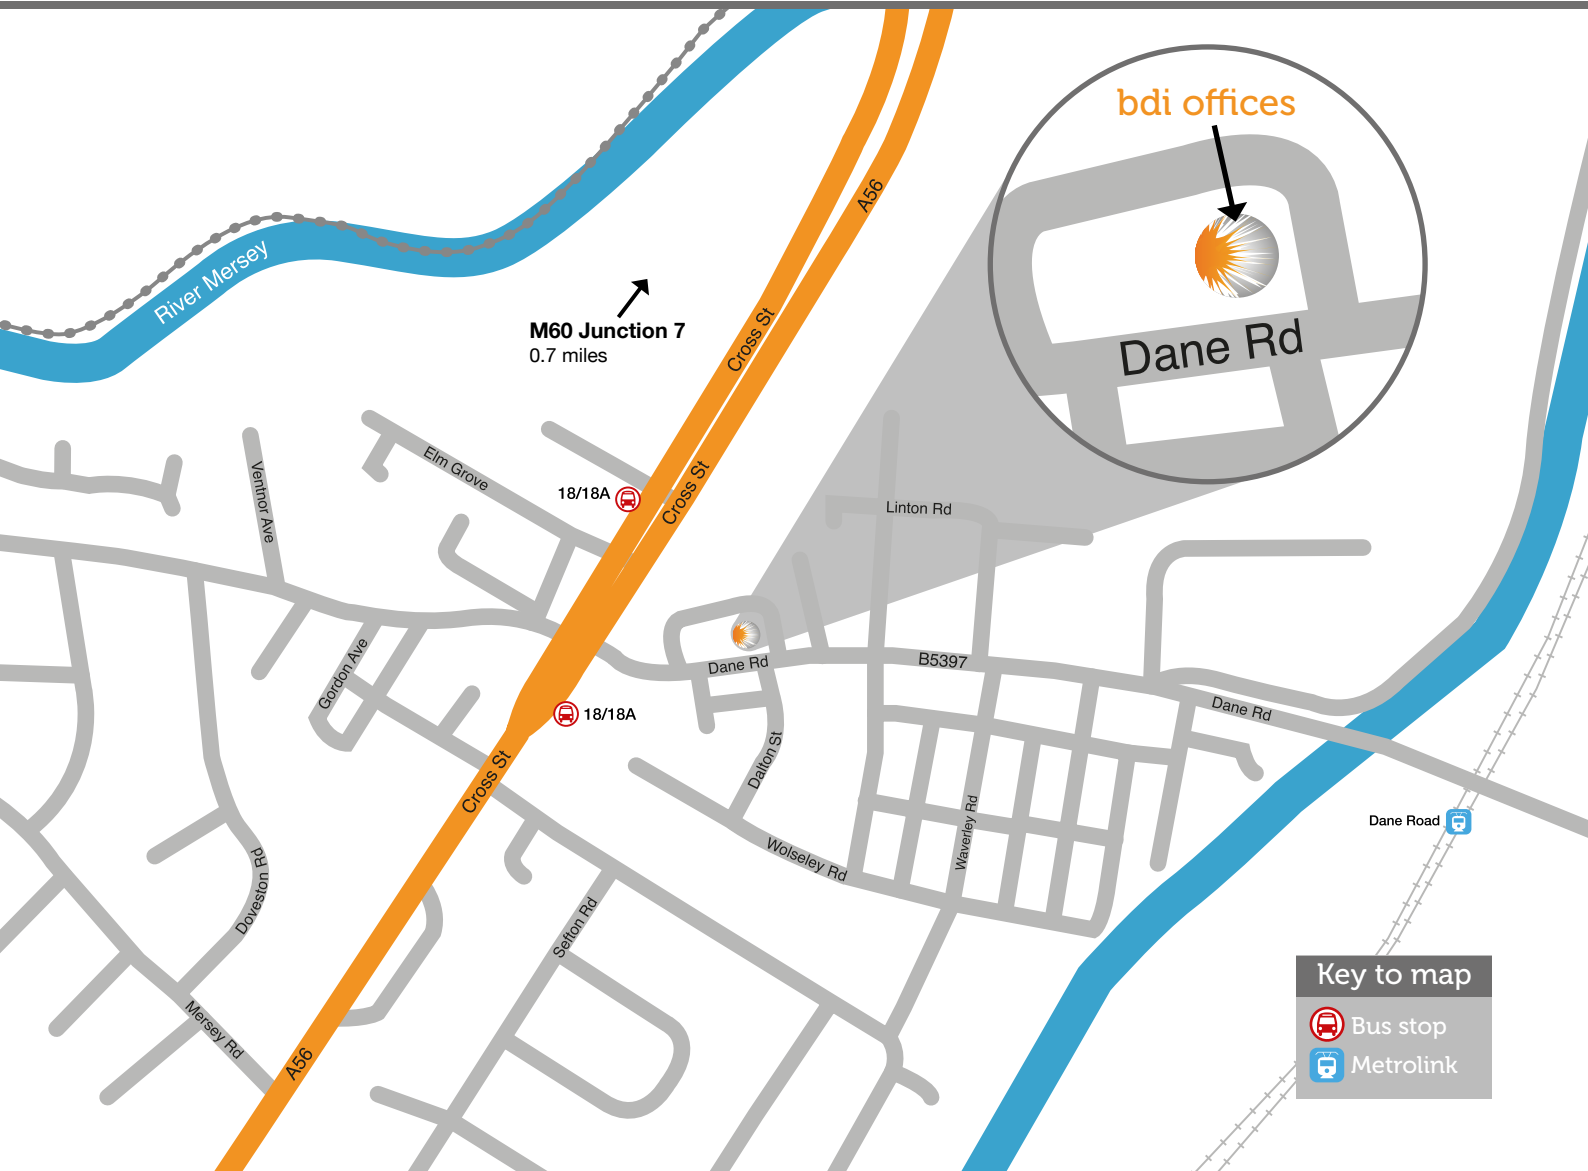 bdi offices
A56
River Mersey
Cross St
M60 Junction 7
0.7 miles
Dane Rd
Elm Grove
Ventnor Ave
18/18A
Cross St
Linton Rd
Gordon Ave
Dane Rd
B5397
Dane Rd
18/18A
Cross St
Dalton St
Dane Road
Waverley Rd
Wolseley Rd
Doveston Rd
Sefton Rd
Mersey Rd
A56
Key to map
Bus stop
Metrolink